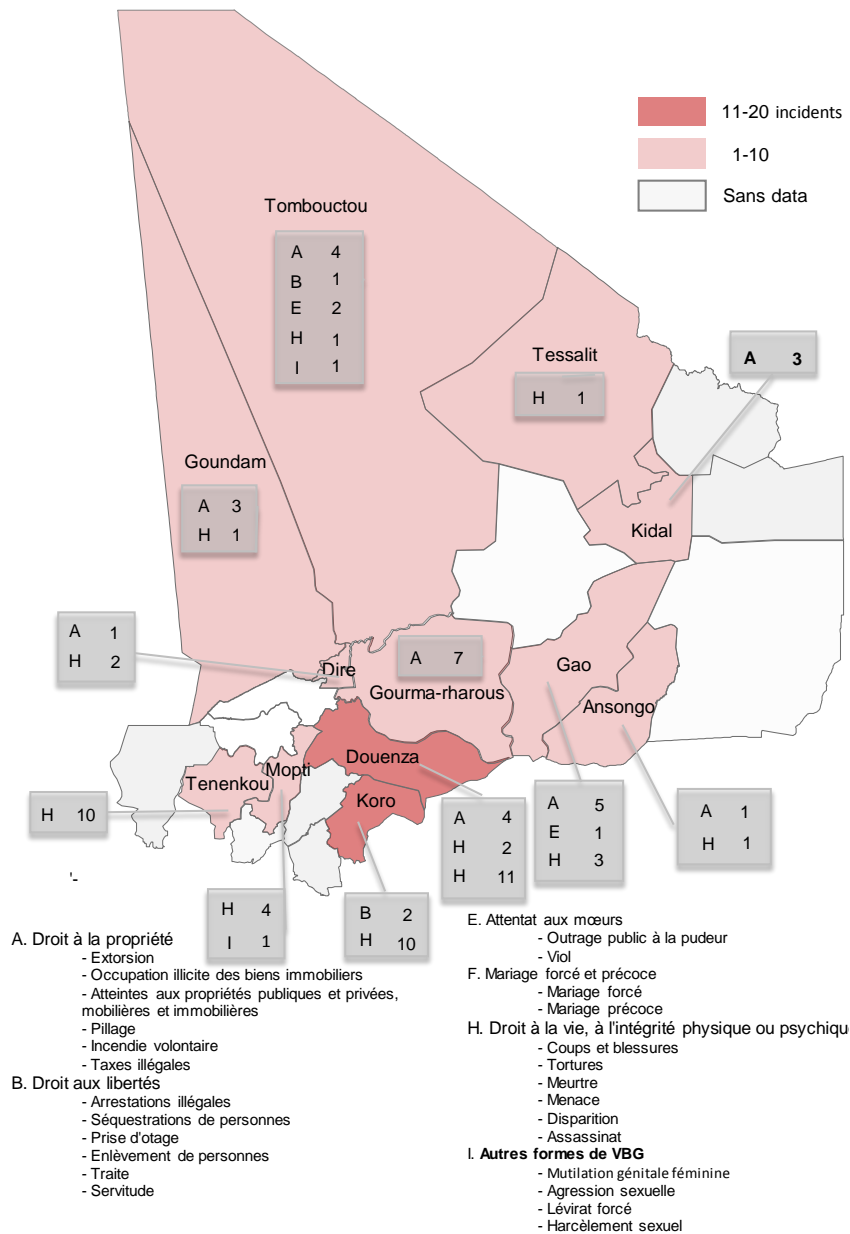 11-20 incidents
1-10
Sans data
Tombouctou
A 4
B 1
E 2
H 1
I 1
Tessalit
H 1
A 3
Kidal
Goundam
A 3
H 1
A 1
H 2
Dire
A 7
Gourma-rharous
Gao
Ansongo
Douenza
Mopti
Tenenkou
Koro
H 10
A 4
H 2
H 11
A 5
E 1
H 3
A 1
H 1
'-
H 4
I 1
B 2
H 10
A. Droit à la propriété
- Extorsion
- Occupation illicite des biens immobiliers
- Atteintes aux propriétés publiques et privées,
mobilières et immobilières
- Pillage
- Incendie volontaire
- Taxes illégales
B. Droit aux libertés
- Arrestations illégales
- Séquestrations de personnes
- Prise d'otage
- Enlèvement de personnes
- Traite
- Servitude
E. Attentat aux mœurs
- Outrage public à la pudeur
- Viol
F. Mariage forcé et précoce
- Mariage forcé
- Mariage précoce
H. Droit à la vie, à l'intégrité physique ou psychique
- Coups et blessures
- Tortures
- Meurtre
- Menace
- Disparition
- Assassinat
I. Autres formes de VBG
- Mutilation génitale féminine
- Agression sexuelle
- Lévirat forcé
- Harcèlement sexuel